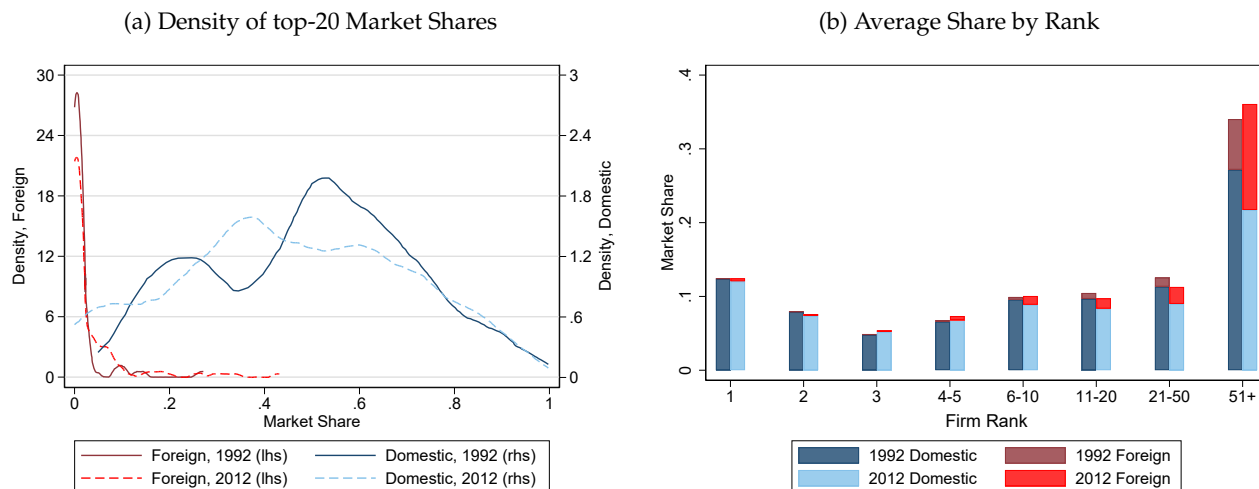 (a) Density of top-20 Market Shares
30
24
18
12
6
0
Density, Foreign
3
2.4
1.8
1.2
.6
0
Density, Domestic
0
.2
.4
.6
.8
1
Market Share
Foreign, 1992 (lhs)
Domestic, 1992 (rhs)
Foreign, 2012 (lhs)
Domestic, 2012 (rhs)
(b) Average Share by Rank
.4
.3
.2
.1
0
Market Share
1
2
3
4-5
6-10
11-20
21-50
51+
Firm Rank
1992 Domestic
1992 Foreign
2012 Domestic
2012 Foreign